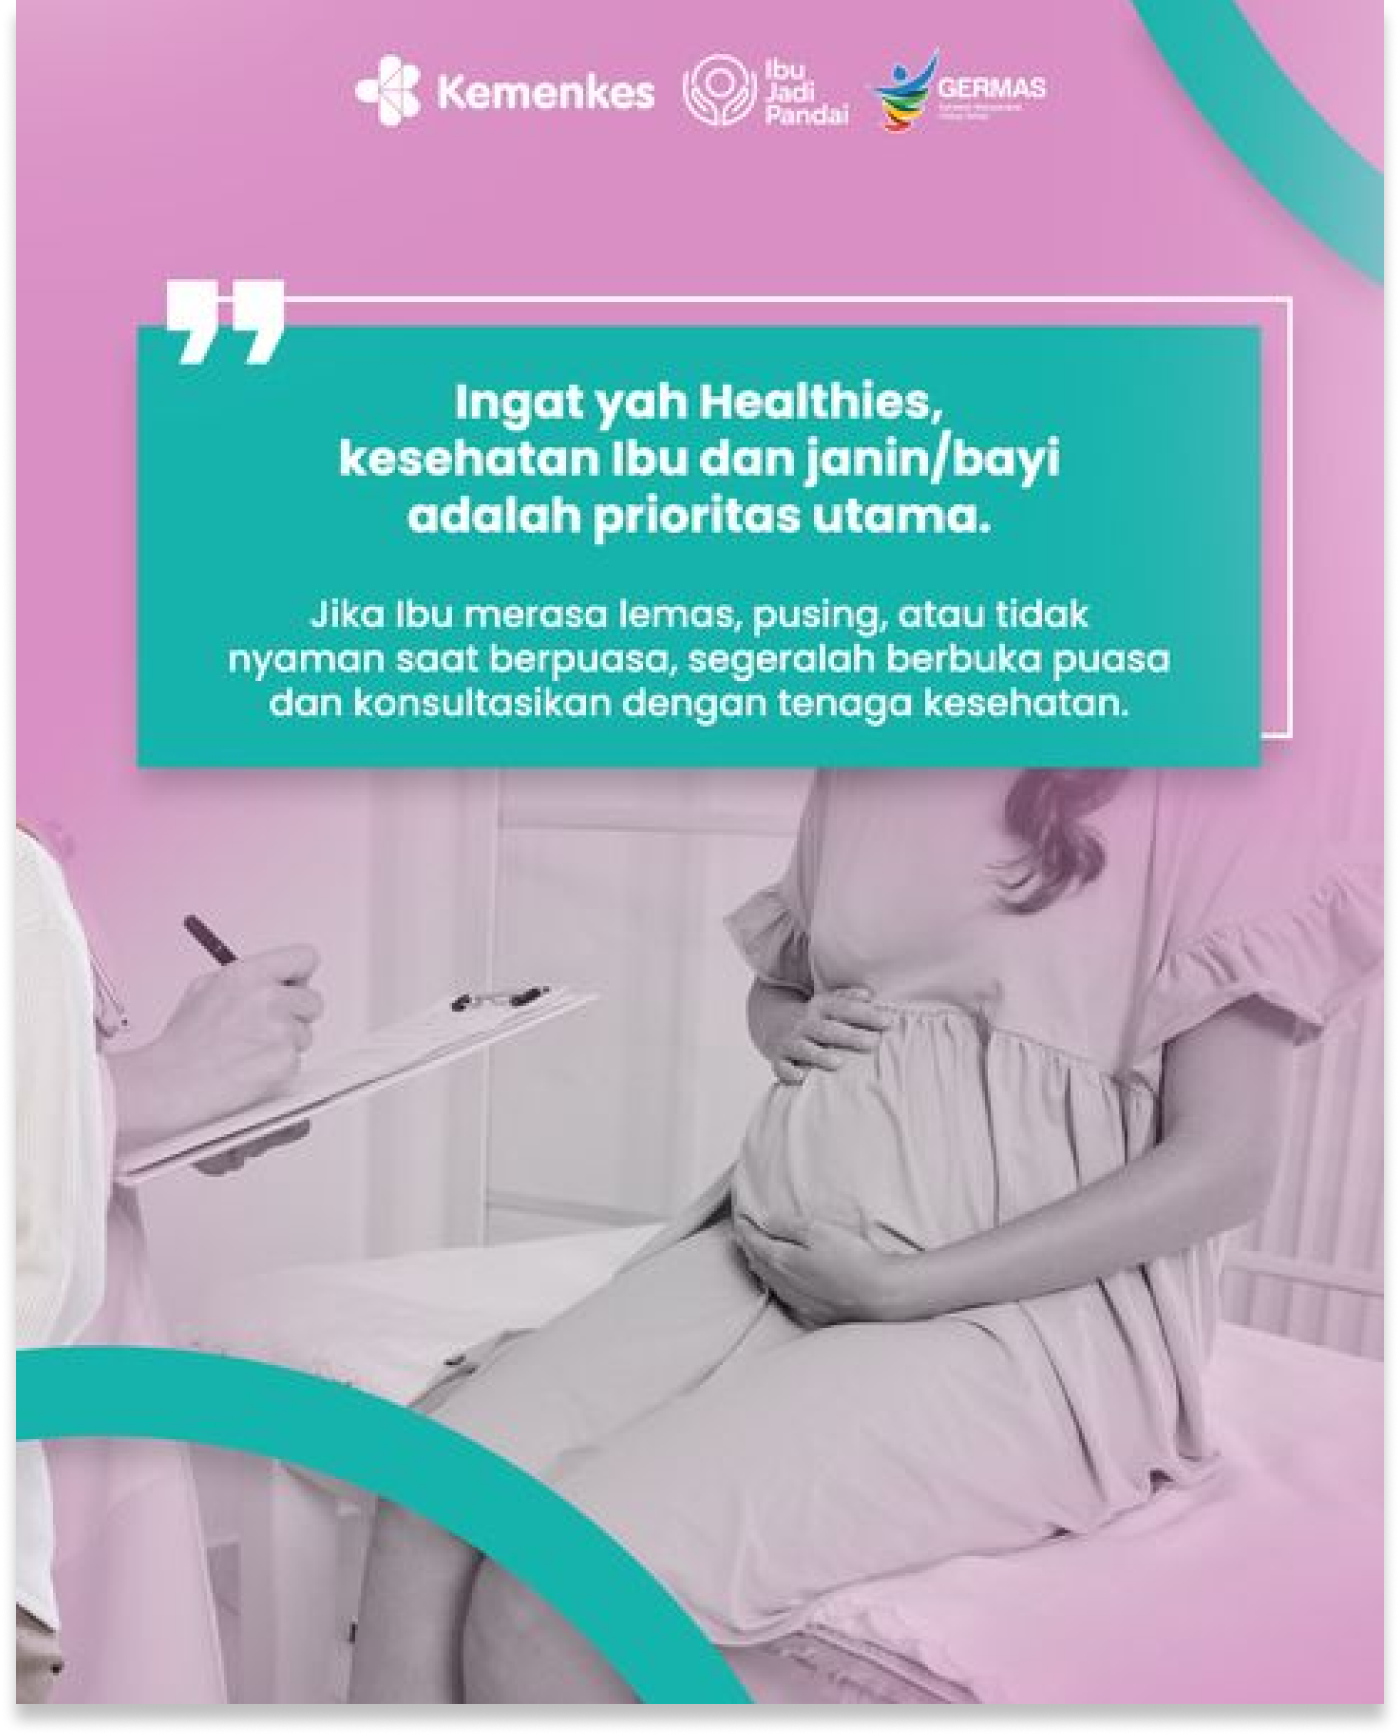 Kemenkes
Ibu
Jadi
Pandai
GERMAS
Ingat yah Healthies,
kesehatan Ibu dan janin/bayi
adalah prioritas utama.
Jika Ibu merasa lemas, pusing, atau tidak
nyaman saat berpuasa, segeralah berbuka puasa
dan konsultasikan dengan tenaga kesehatan.